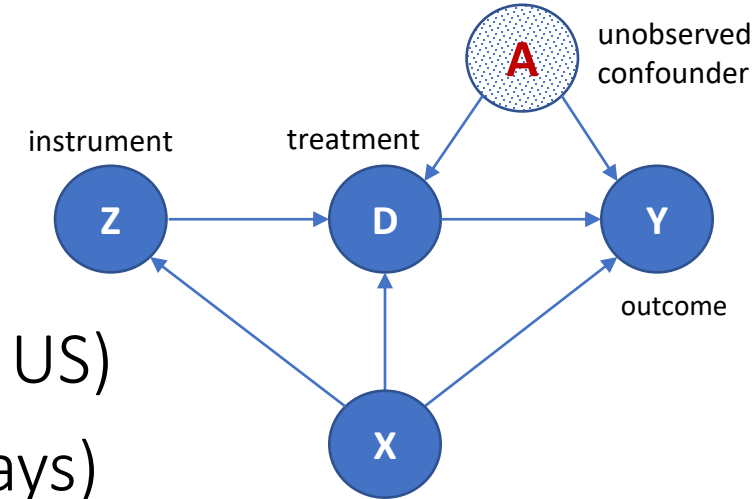 A
unobserved
confounder
instrument
treatment
Z
D
Y
outcome
US)
X
ays)